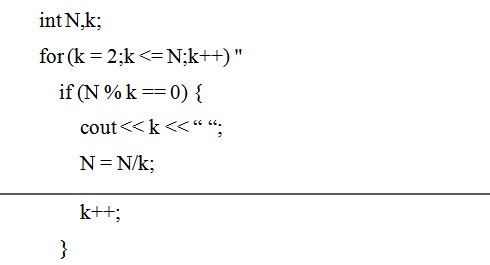 int N,k;
for (k = 2;k <= N;k++) "
if (N % k == 0) {
cout << k << “ “;
N = N/k;
k++;
}